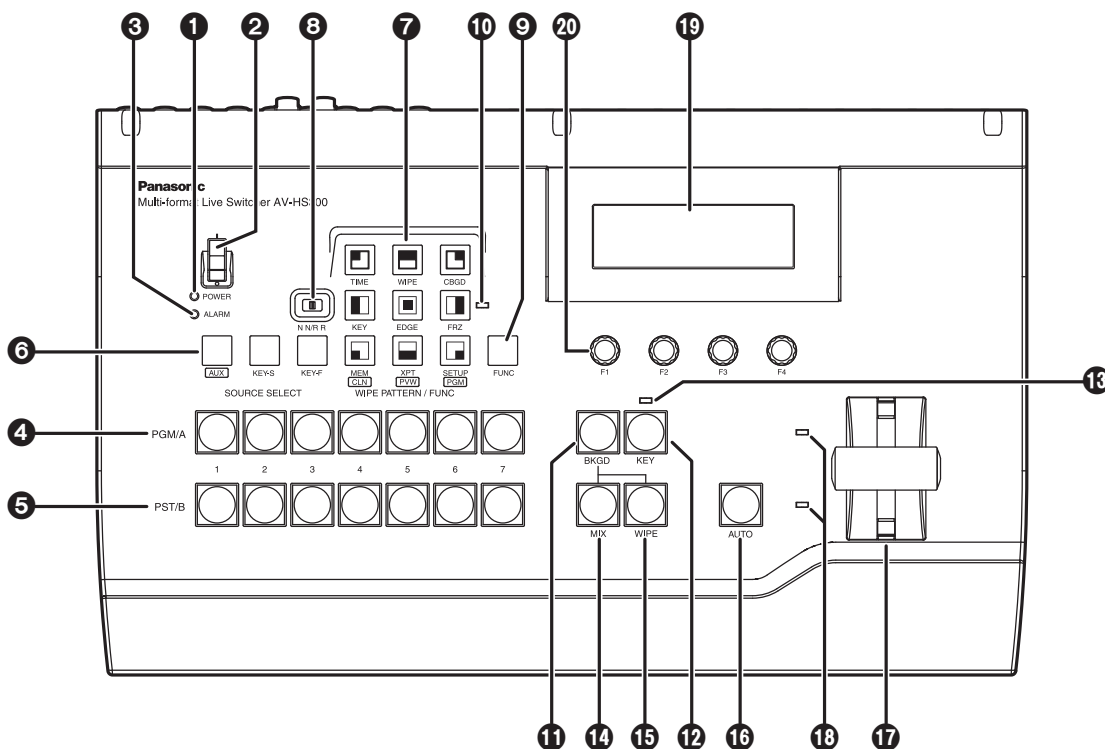 3 1 2 8 7 10 9 20 19
Panasonic
Multi-format Live Switcher AV-HS300
TIME WIPE CBGD
POWER
ALARM
N N/R R KEY EDGE FRZ
6
AUX KEY-S KEY-F MEM XPT SETUP FUNC
CLN PVW PGM
F1 F2 F3 F4
SOURCE SELECT WIPE PATTERN / FUNC
13
4 PGM/A
1 2 3 4 5 6 7
BKGD KEY
18
5 PST/B
MIX WIPE AUTO
11 14 15 12 16 18 17